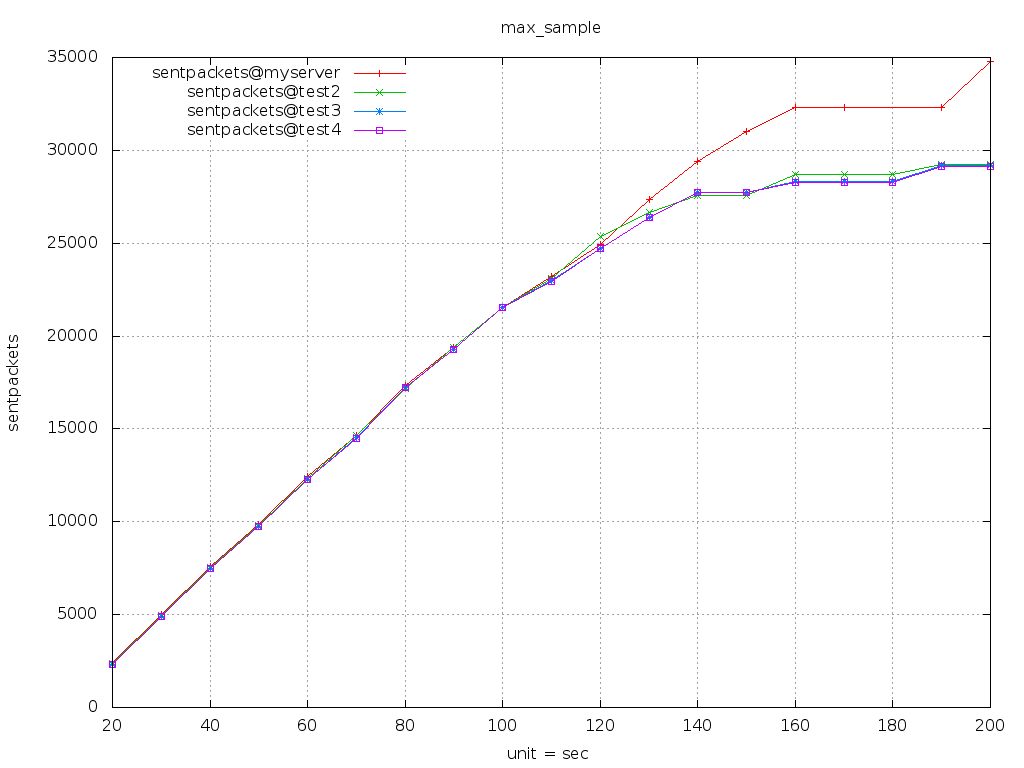 max_sample
sentpackets@myserver
sentpackets@test2
sentpackets@test3
sentpackets@test4
35000
30000
25000
20000
15000
10000
5000
0
sentpackets
20 40 60 80 100 120 140 160 180 200
unit = sec